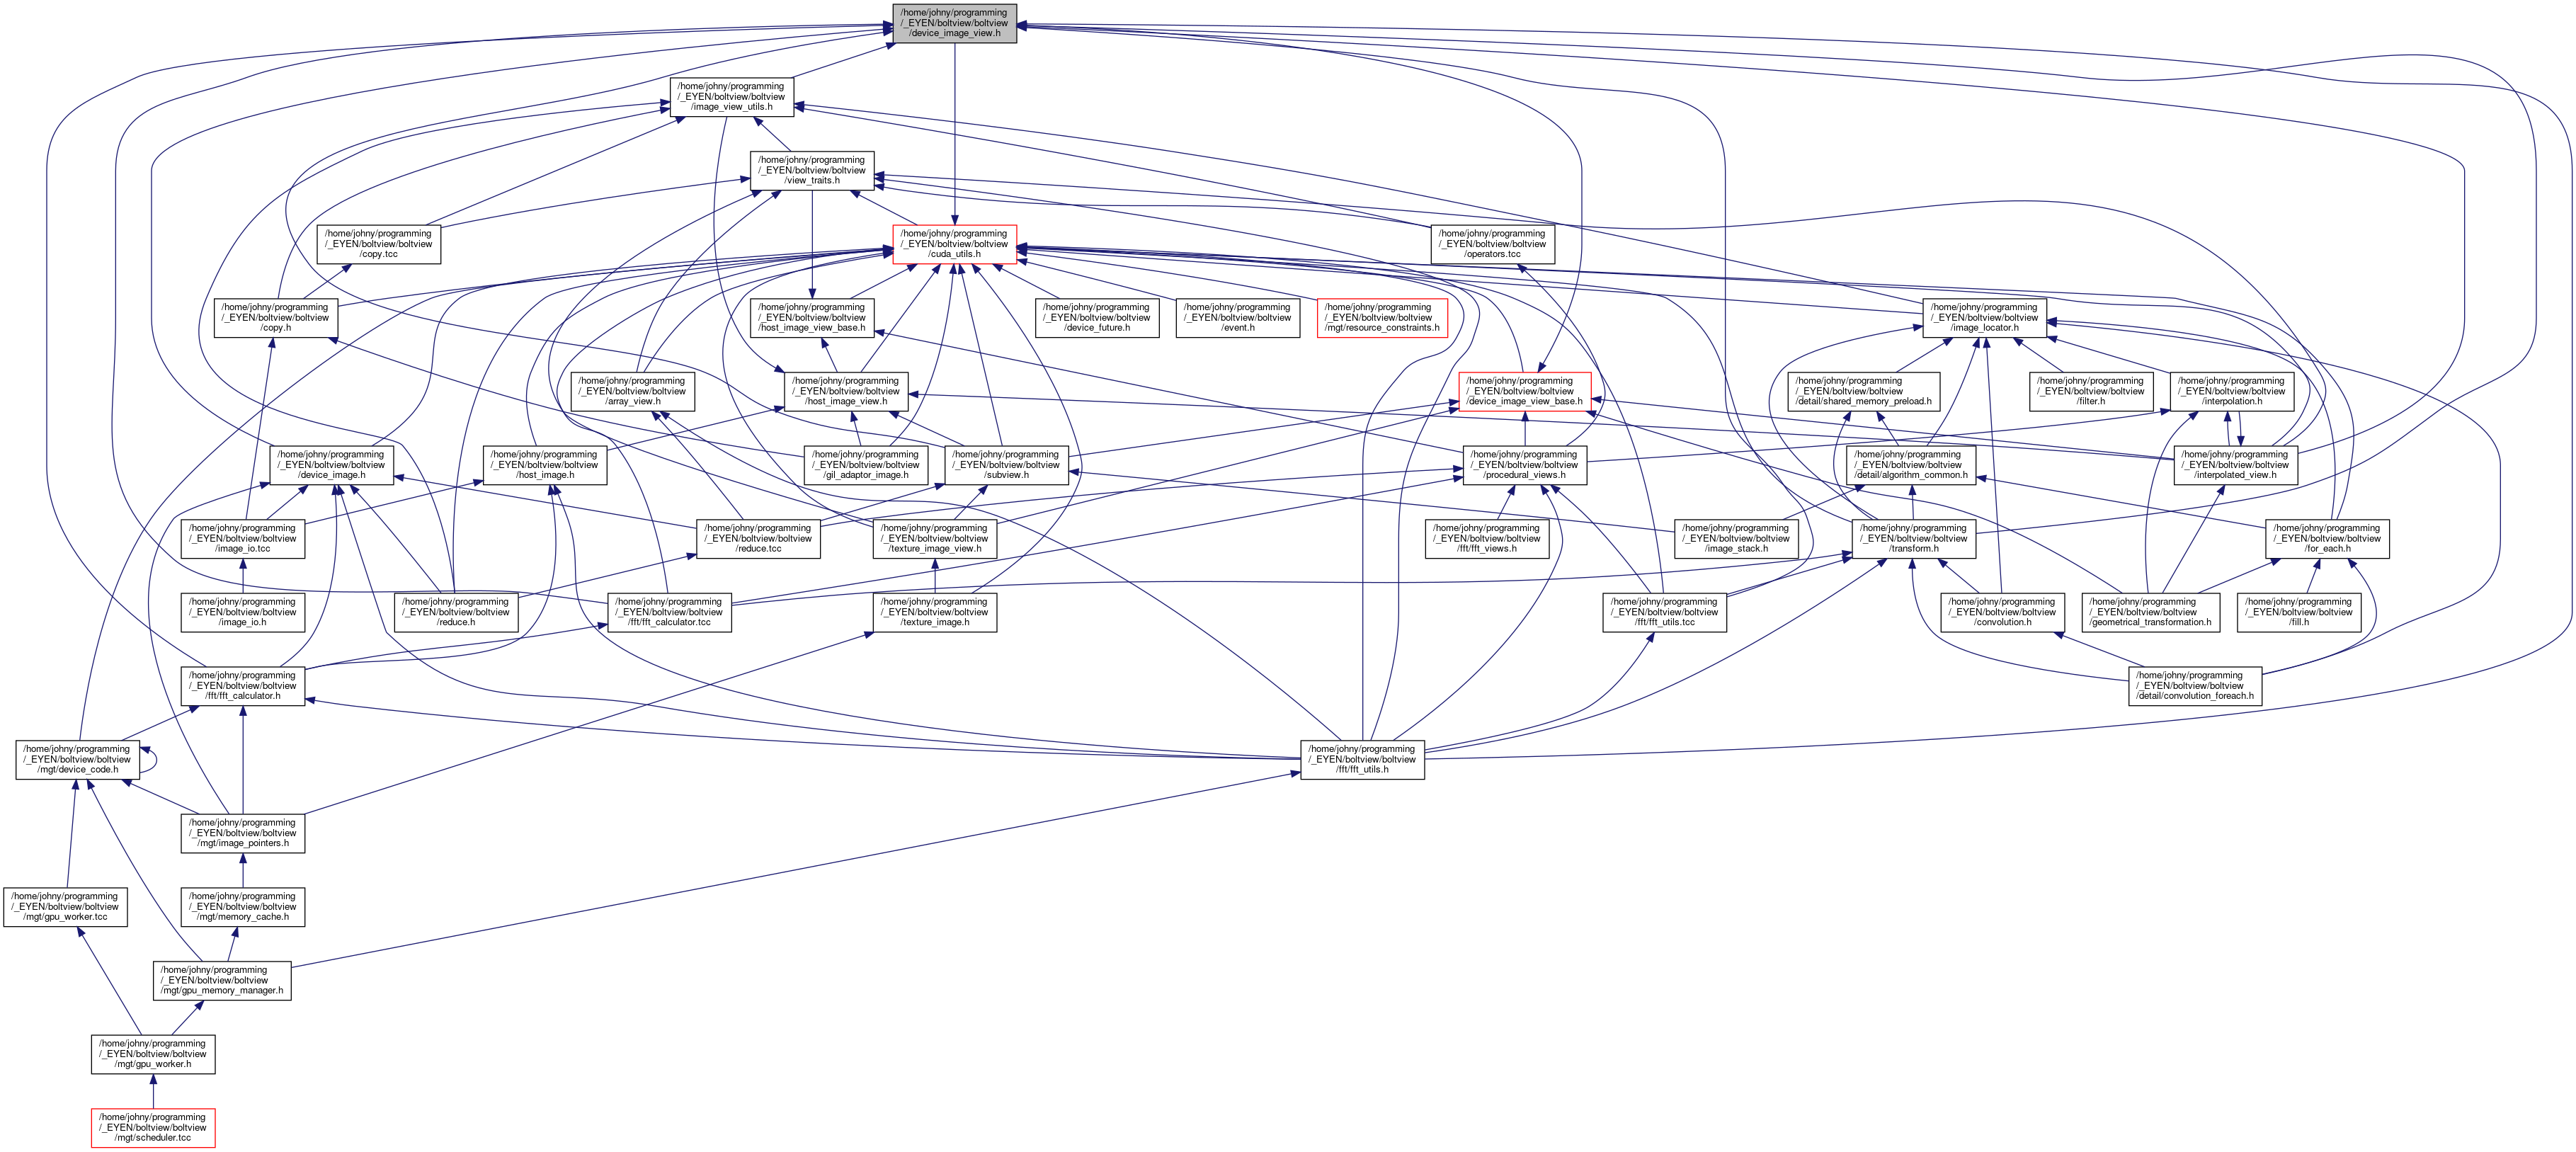 /home/johny/programming
/_EYEN/boltview/boltview
/device_image_view.h
/home/johny/programming
/_EYEN/boltview/boltview
/image_view_utils.h
/home/johny/programming
/_EYEN/boltview/boltview
/view_traits.h
/home/johny/programming
/_EYEN/boltview/boltview
/copy.tcc
/home/johny/programming
/_EYEN/boltview/boltview
/cuda_utils.h
/home/johny/programming
/_EYEN/boltview/boltview
/operators.tcc
/home/johny/programming
/_EYEN/boltview/boltview
/copy.h
/home/johny/programming
/_EYEN/boltview/boltview
/host_image_view_base.h
/home/johny/programming
/_EYEN/boltview/boltview
/device_future.h
/home/johny/programming
/_EYEN/boltview/boltview
/event.h
/home/johny/programming
/_EYEN/boltview/boltview
/mgt/resource_constraints.h
/home/johny/programming
/_EYEN/boltview/boltview
/image_locator.h
/home/johny/programming
/_EYEN/boltview/boltview
/array_view.h
/home/johny/programming
/_EYEN/boltview/boltview
/host_image_view.h
/home/johny/programming
/_EYEN/boltview/boltview
/device_image_view_base.h
/home/johny/programming
/_EYEN/boltview/boltview
/detail/shared_memory_preload.h
/home/johny/programming
/_EYEN/boltview/boltview
/filter.h
/home/johny/programming
/_EYEN/boltview/boltview
/interpolation.h
/home/johny/programming
/_EYEN/boltview/boltview
/device_image.h
/home/johny/programming
/_EYEN/boltview/boltview
/host_image.h
/home/johny/programming
/_EYEN/boltview/boltview
/gil_adaptor_image.h
/home/johny/programming
/_EYEN/boltview/boltview
/subview.h
/home/johny/programming
/_EYEN/boltview/boltview
/procedural_views.h
/home/johny/programming
/_EYEN/boltview/boltview
/detail/algorithm_common.h
/home/johny/programming
/_EYEN/boltview/boltview
/interpolated_view.h
/home/johny/programming
/_EYEN/boltview/boltview
/image_io.tcc
/home/johny/programming
/_EYEN/boltview/boltview
/reduce.tcc
/home/johny/programming
/_EYEN/boltview/boltview
/texture_image_view.h
/home/johny/programming
/_EYEN/boltview/boltview
/fft/fft_views.h
/home/johny/programming
/_EYEN/boltview/boltview
/image_stack.h
/home/johny/programming
/_EYEN/boltview/boltview
/transform.h
/home/johny/programming
/_EYEN/boltview/boltview
/for_each.h
/home/johny/programming
/_EYEN/boltview/boltview
/image_io.h
/home/johny/programming
/_EYEN/boltview/boltview
/reduce.h
/home/johny/programming
/_EYEN/boltview/boltview
/fft/fft_calculator.tcc
/home/johny/programming
/_EYEN/boltview/boltview
/texture_image.h
/home/johny/programming
/_EYEN/boltview/boltview
/fft/fft_utils.tcc
/home/johny/programming
/_EYEN/boltview/boltview
/convolution.h
/home/johny/programming
/_EYEN/boltview/boltview
/geometrical_transformation.h
/home/johny/programming
/_EYEN/boltview/boltview
/fill.h
/home/johny/programming
/_EYEN/boltview/boltview
/fft/fft_calculator.h
/home/johny/programming
/_EYEN/boltview/boltview
/detail/convolution_foreach.h
/home/johny/programming
/_EYEN/boltview/boltview
/mgt/device_code.h
/home/johny/programming
/_EYEN/boltview/boltview
/fft/fft_utils.h
/home/johny/programming
/_EYEN/boltview/boltview
/mgt/image_pointers.h
/home/johny/programming
/_EYEN/boltview/boltview
/mgt/gpu_worker.tcc
/home/johny/programming
/_EYEN/boltview/boltview
/mgt/memory_cache.h
/home/johny/programming
/_EYEN/boltview/boltview
/mgt/gpu_memory_manager.h
/home/johny/programming
/_EYEN/boltview/boltview
/mgt/gpu_worker.h
/home/johny/programming
/_EYEN/boltview/boltview
/mgt/scheduler.tcc